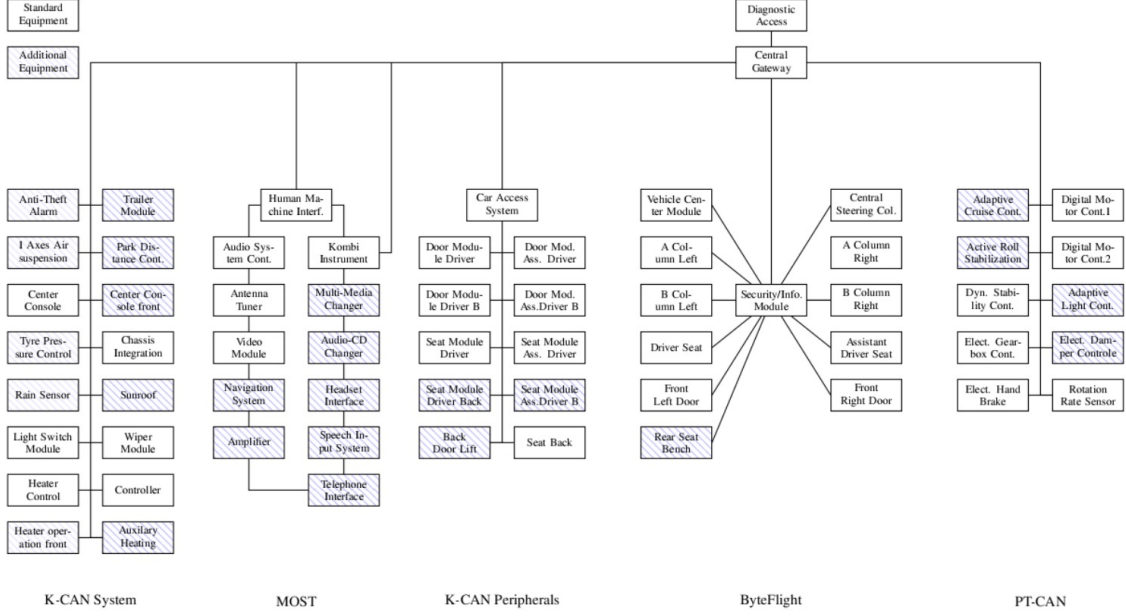 Standard
Equipment
Additional
Equipment
Diagnostic
Access
Central
Gateway
Anti-Theft
Alarm
Trailer
Module
I Axes Air
suspension
Park Dis-
tance Cont.
Center
Console
Center Con-
sole front
Tyre Pres-
sure Control
Chassis
Integration
Rain Sensor
Sunroof
Light Switch
Module
Wiper
Module
Heater
Control
Controller
Heater oper-
ation front
Auxilary
Heating
K-CAN System
Human Ma-
chine Interf.
Audio Sys-
tem Cont.
Kombi
Instrument
Antenna
Tuner
Multi-Media
Changer
Video
Module
Audio-CD
Changer
Navigation
System
Headset
Interface
Amplifier
Speech In-
put System
Telephone
Interface
MOST
Car Access
System
Door Modu-
le Driver
Door Mod.
Ass. Driver
Door Modu-
le Driver B
Door Mod.
Ass.Driver B
Seat Module
Driver
Seat Module
Ass. Driver
Seat Module
Driver Back
Seat Module
Ass.Driver B
Back
Door Lift
Seat Back
K-CAN Peripherals
Vehicle Cen-
ter Module
Central
Steering Col.
A Col-
umn Left
A Column
Right
B Col-
umn Left
Security/Info.
Module
B Column
Right
Driver Seat
Assistant
Driver Seat
Front
Left Door
Front
Right Door
Rear Seat
Bench
ByteFlight
Adaptive
Cruise Cont.
Digital Mo-
tor Cont.1
Active Roll
Stabilization
Digital Mo-
tor Cont.2
Dyn. Stabi-
lity Cont.
Adaptive
Light Cont.
Elect. Gear-
box Cont.
Elect. Dam-
per Controle
Elect. Hand
Brake
Rotation
Rate Sensor
PT-CAN